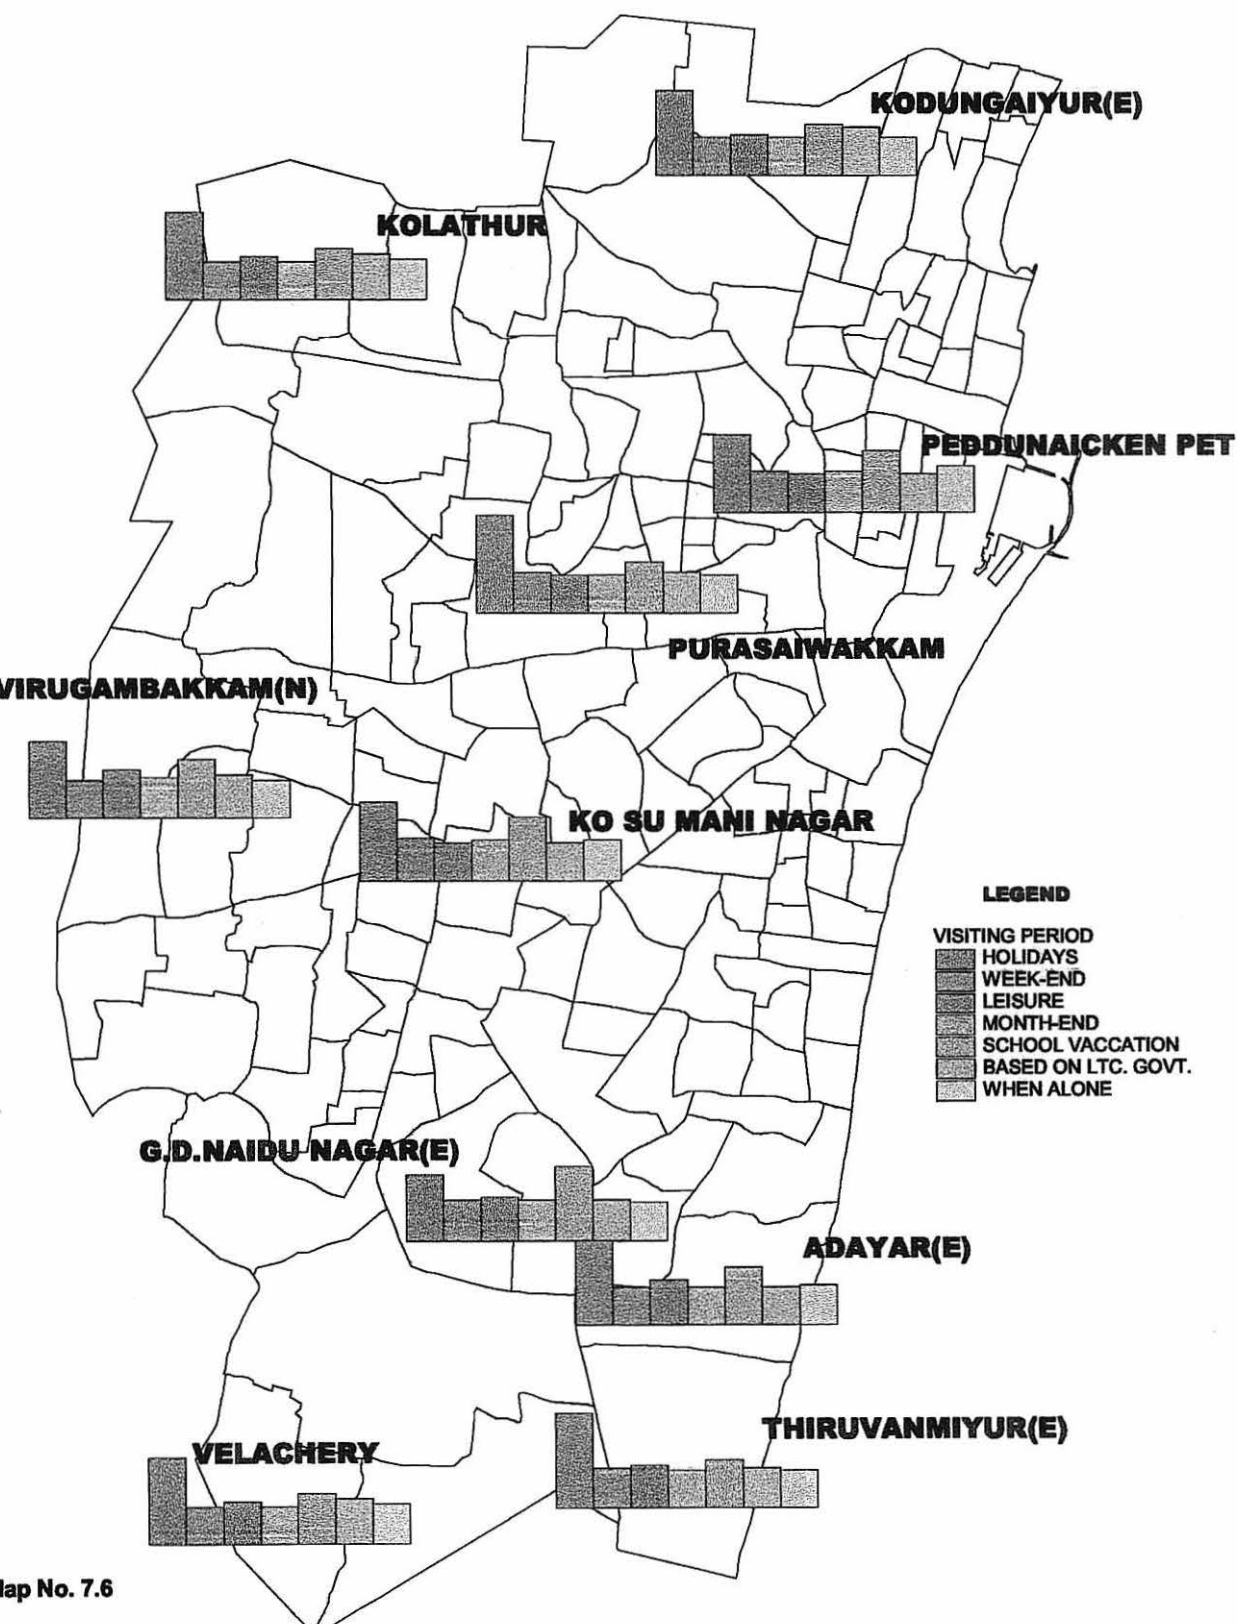 KODUNGAIYUR(E)
KOLATHUR
PEDDUNAICKEN PET
PURASAIWAKKAM
VIRUGAMBAKKAM(N)
KO SU MANI NAGAR
LEGEND
VISITING PERIOD
HOLIDAYS
WEEK-END
LEISURE
MONTH-END
SCHOOL VACCATION
BASED ON LTC. GOVT.
WHEN ALONE
G.D.NAIDU NAGAR(E)
ADAYAR(E)
THIRUVANMIYUR(E)
VELACHERY
ap No. 7.6